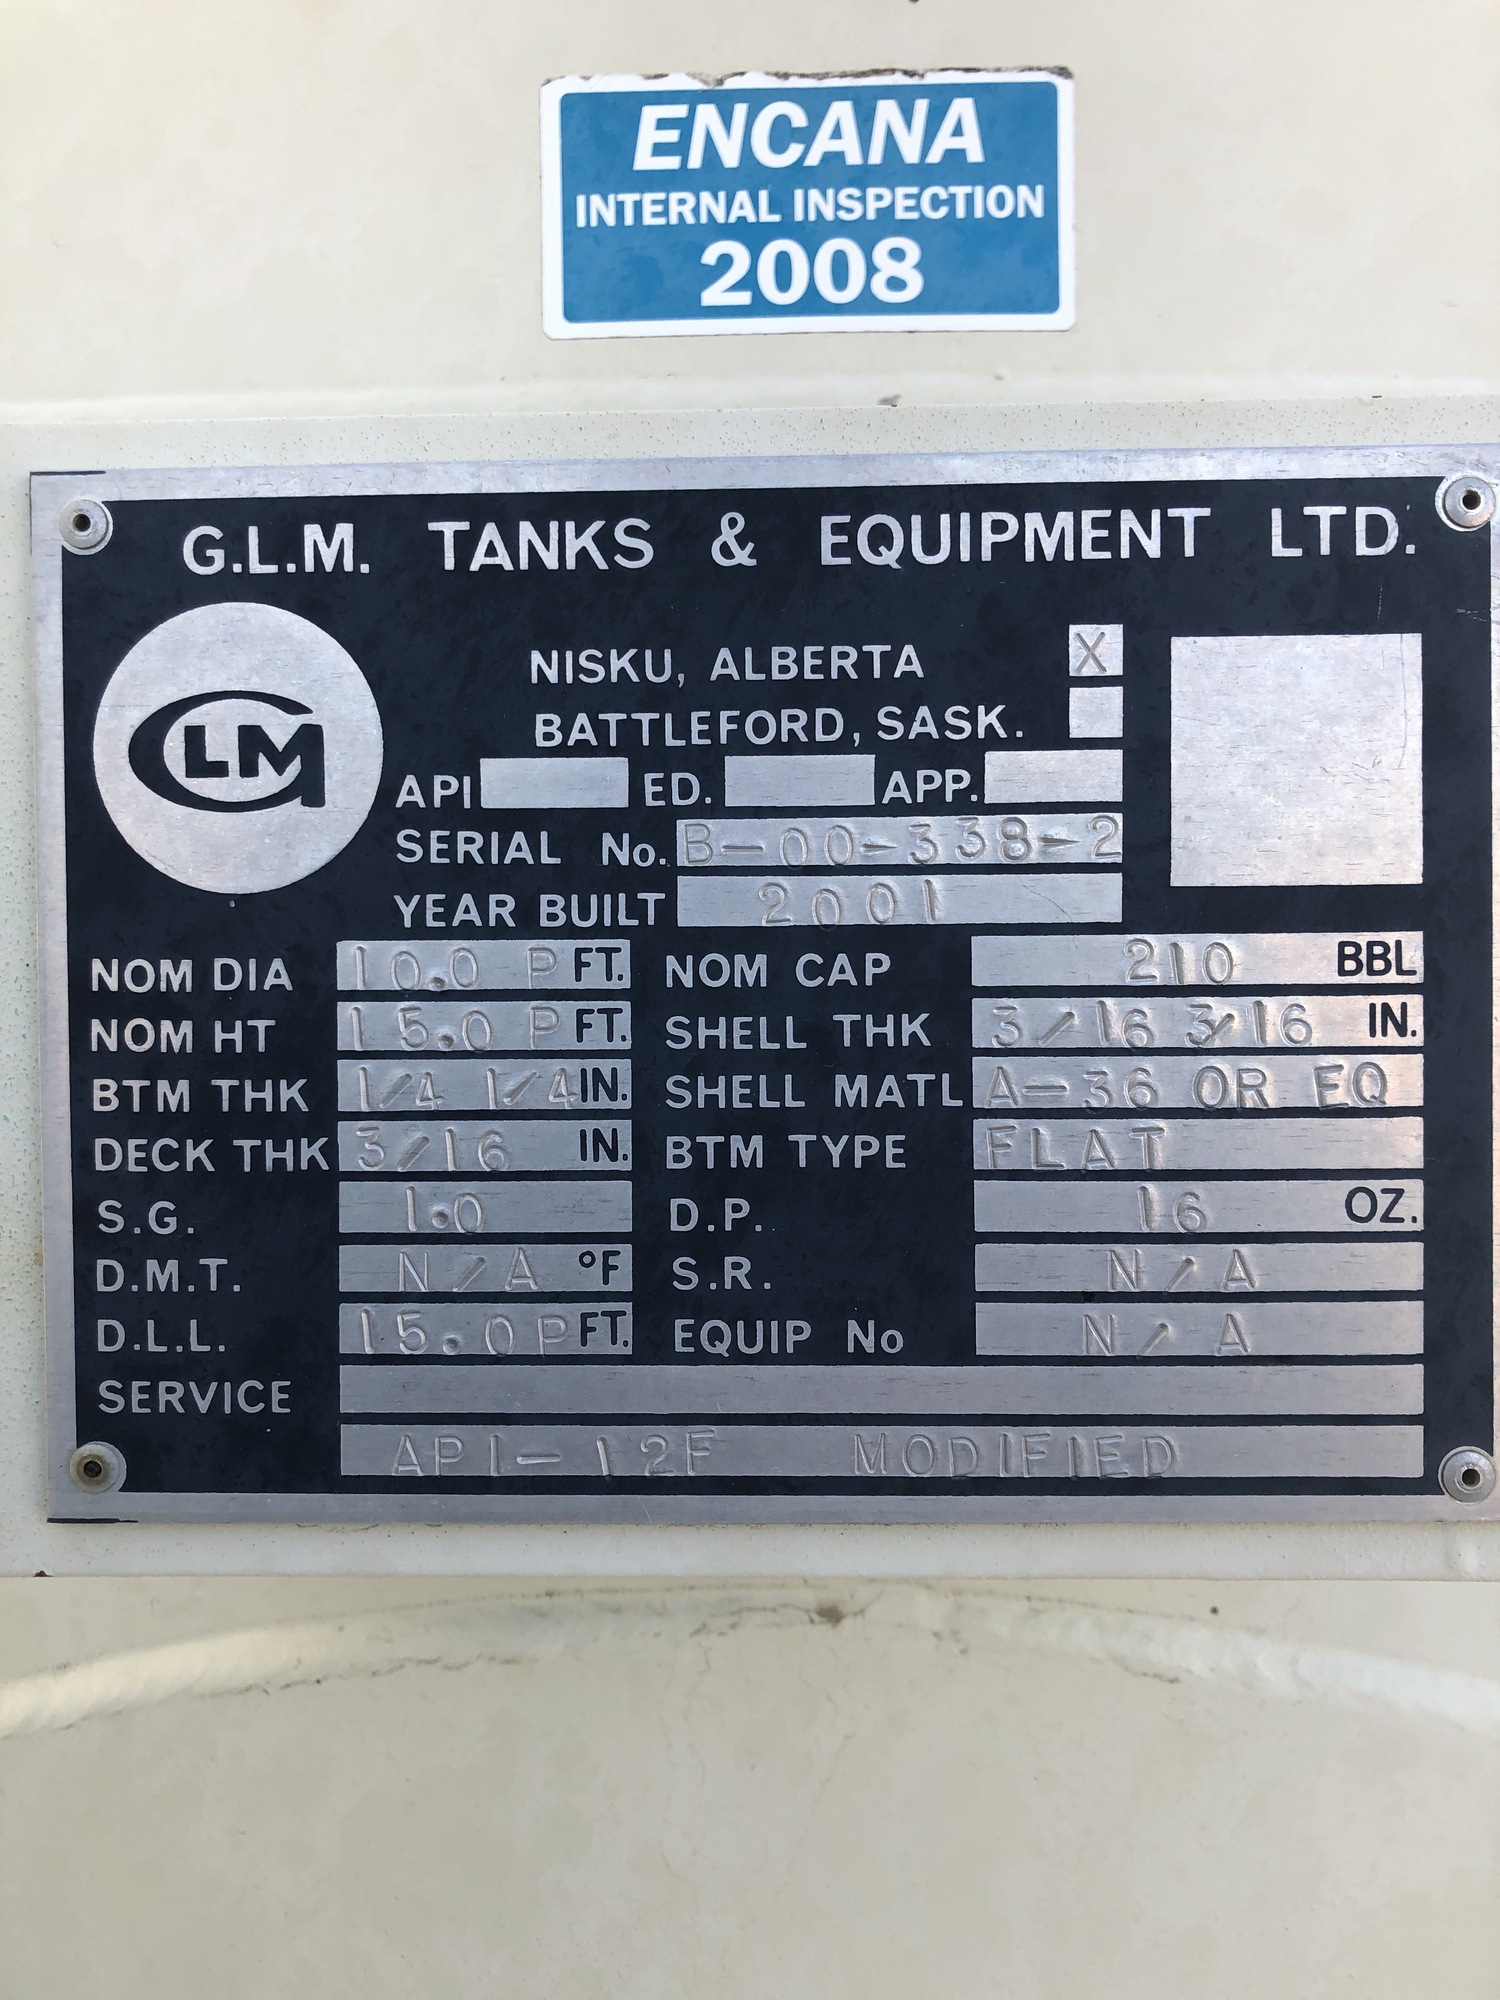 ENCANA
INTERNAL INSPECTION
2008
G.L.M. TANKS & EQUIPMENT LTD.
GLM
NISKU, ALBERTA X
BATTLEFORD, SASK.
API ED. APP.
SERIAL No. B-00-338-2
YEAR BUILT 2001
NOM DIA 10.0 P FT. NOM CAP 210 BBL
NOM HT 15.0 P FT. SHELL THK 3/16 3/16 IN.
BTM THK 1/4 1/4 IN. SHELL MATL A-36 OR EQ
DECK THK 3/16 IN. BTM TYPE FLAT
S.G. 1.0 D.P. 16 OZ.
D.M.T. N/A °F S.R. N/A
D.L.L. 15.0P FT. EQUIP No N/A
SERVICE
API-12F MODIFIED